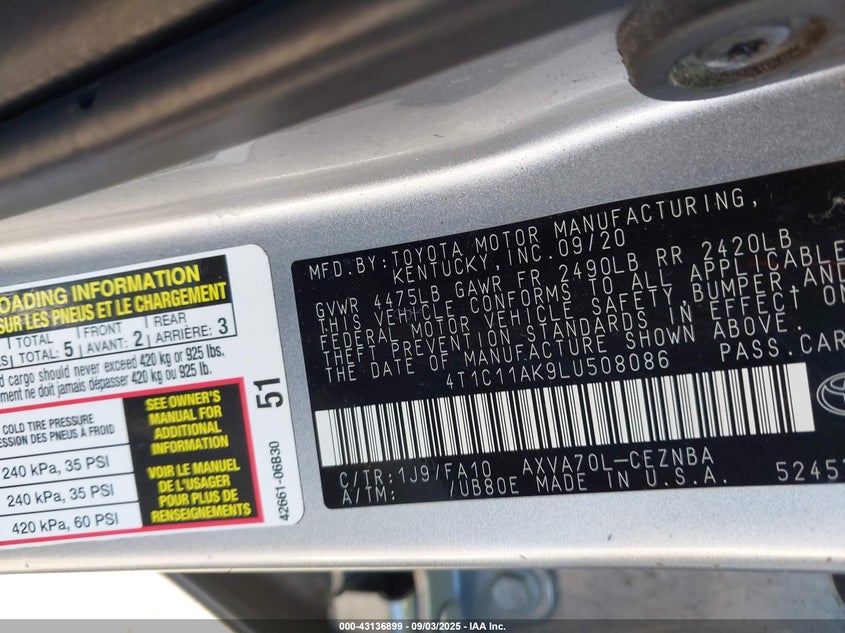 OADING INFORMATION
SUR LES PNEUS ET LE CHARGEMENT
TOTAL FRONT REAR
TOTAL: 5 AVANT: 2 ARRIÈRE: 3
d cargo should never exceed 420 kg or 925 lbs.
ment ne doit jamais dépasser 420 kg ou 925 lb.
COLD TIRE PRESSURE
ESSION DES PNEUS À FROID
240 kPa, 35 PSI
240 kPa, 35 PSI
420 kPa, 60 PSI
SEE OWNER'S
MANUAL FOR
ADDITIONAL
INFORMATION
VOIR LE MANUEL
DE L'USAGER
POUR PLUS DE
RENSEIGNEMENTS
51
42661-06B30
MFD.BY:TOYOTA MOTOR MANUFACTURING,
KENTUCKY,INC.09/20
GVWR 4475LB GAWR FR 2490LB RR 2420LB
THIS VEHICLE CONFORMS TO ALL APPLICABLE
FEDERAL MOTOR VEHICLE SAFETY,BUMPER,AND
THEFT PREVENTION STANDARDS IN EFFECT ON
THE DATE OF MANUFACTURE SHOWN ABOVE.
4T1C11AK9LU508086 PASS.CAR
C/TR:1J9/FA10 AXVA70L-CEZNBA
A/TM: /UB80E MADE IN U.S.A.
5245
000-43136899 - 09/03/2025 - IAA Inc.